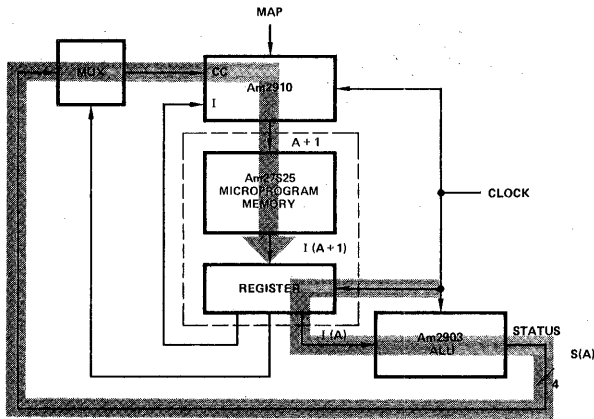 MAP
MUX
CC
Am2910
I
A + 1
Am27S25
MICROPROGRAM
MEMORY
CLOCK
I (A + 1)
REGISTER
I (A)
Am2903
ALU
STATUS
S(A)
4